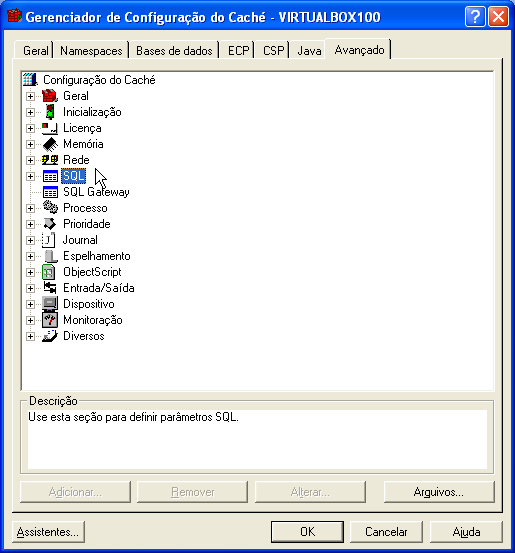 Gerenciador de Configuração do Caché - VIRTUALBOX100
Geral Namespaces Bases de dados ECP CSP Java Avançado
Configuração do Caché
Geral
Inicialização
Licença
Memória
Rede
SQL
SQL Gateway
Processo
Prioridade
Journal
Espelhamento
ObjectScript
Entrada/Saída
Dispositivo
Monitoração
Diversos
Descrição
Use esta seção para definir parâmetros SQL.
Adicionar... Remover Alterar... Arquivos...
Assistentes... OK Cancelar Ajuda